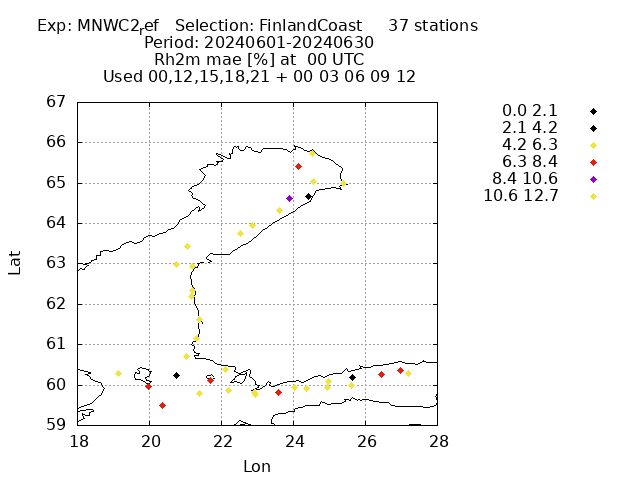 Exp: MNWC2ref Selection: FinlandCoast 37 stations
Period: 20240601-20240630
Rh2m mae [%] at 00 UTC
Used 00,12,15,18,21 + 00 03 06 09 12
67
66
65
64
63
62
61
60
59
18 20 22 24 26 28
Lat
Lon
0.0 2.1
2.1 4.2
4.2 6.3
6.3 8.4
8.4 10.6
10.6 12.7